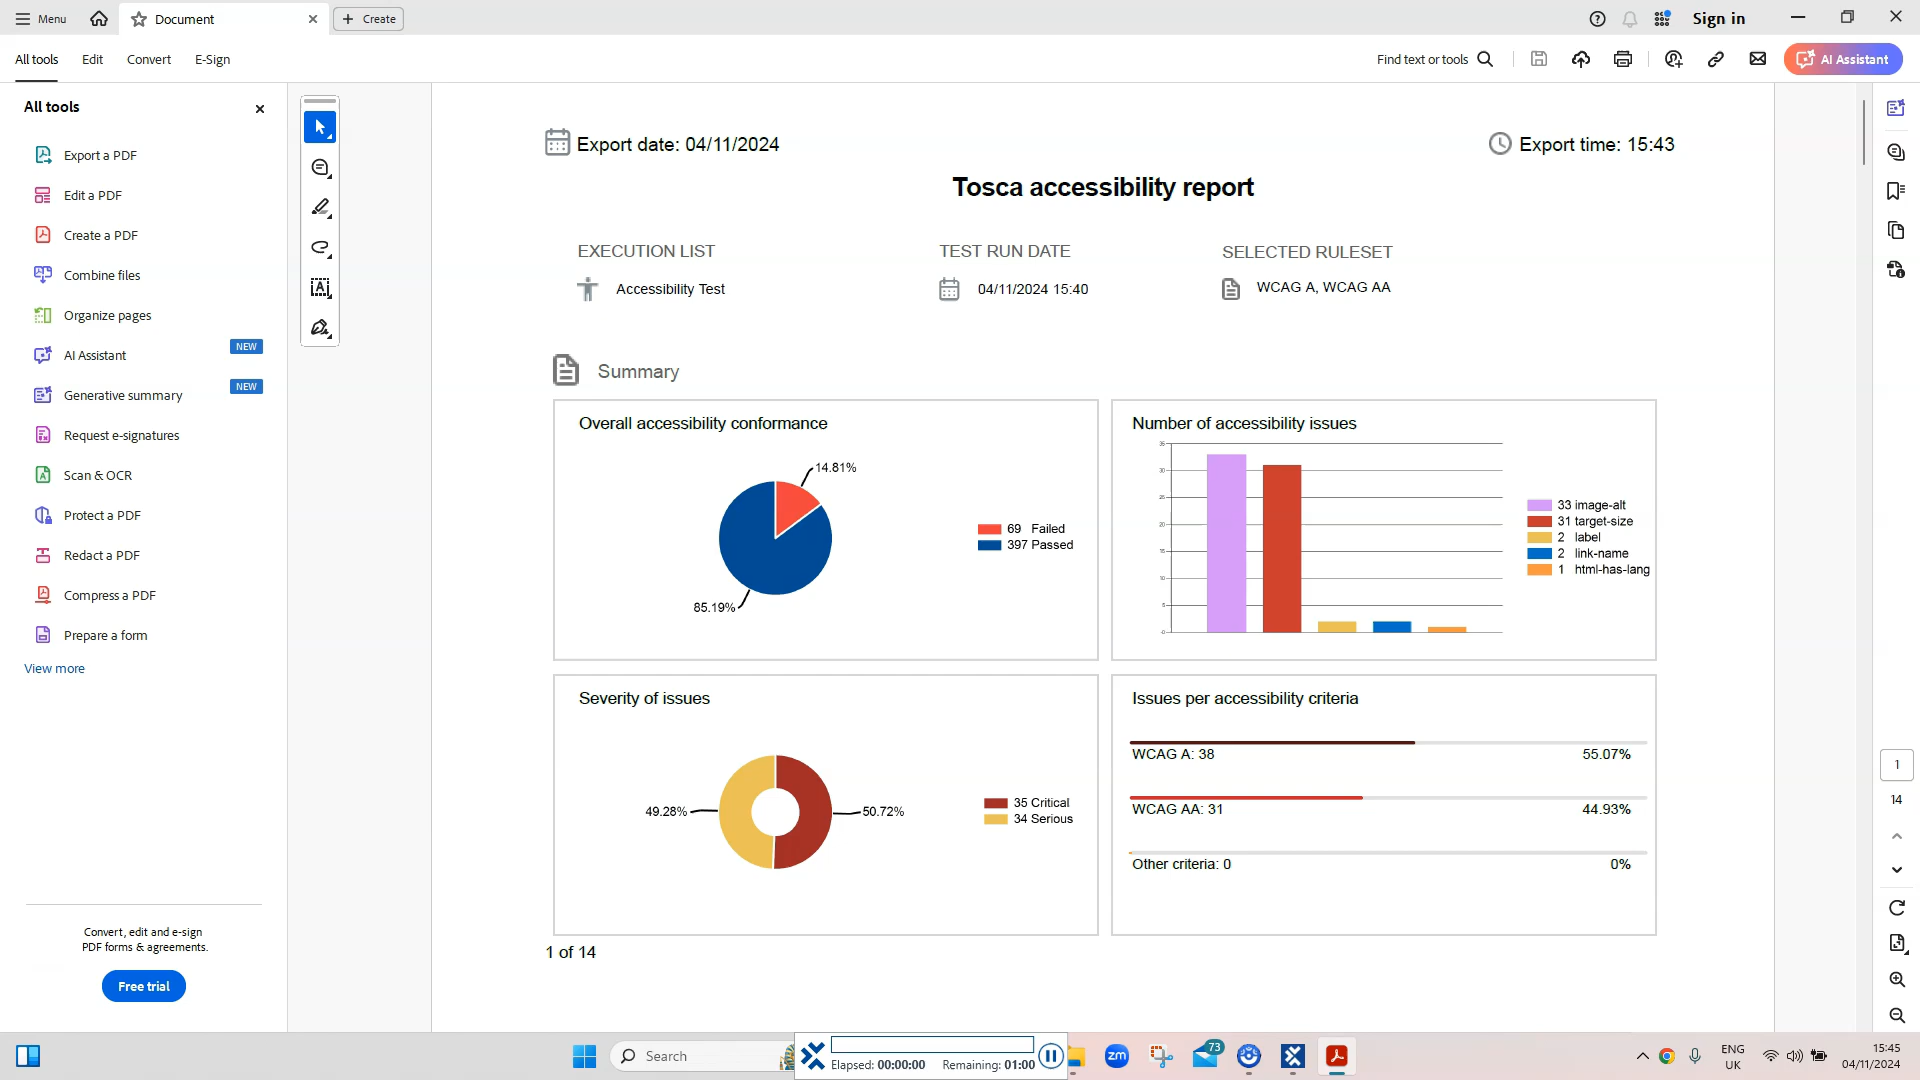 Menu
Document
Create
Sign in
All tools
Edit
Convert
E-Sign
Find text or tools
AI Assistant
All tools
Export a PDF
Edit a PDF
Create a PDF
Combine files
Organize pages
AI Assistant
NEW
Generative summary
NEW
Request e-signatures
Scan & OCR
Protect a PDF
Redact a PDF
Compress a PDF
Prepare a form
View more
Convert, edit and e-sign
PDF forms & agreements.
Free trial
Export date: 04/11/2024
Export time: 15:43
Tosca accessibility report
EXECUTION LIST
TEST RUN DATE
SELECTED RULESET
Accessibility Test
04/11/2024 15:40
WCAG A, WCAG AA
Summary
Overall accessibility conformance
14.81%
85.19%
69 Failed
397 Passed
Number of accessibility issues
35
30
25
20
15
10
5
33 image-alt
31 target-size
2 label
2 link-name
1 html-has-lang
Severity of issues
49.28%
50.72%
35 Critical
34 Serious
Issues per accessibility criteria
WCAG A: 38
55.07%
WCAG AA: 31
44.93%
Other criteria: 0
0%
1 of 14
1
14
Search
Elapsed: 00:00:00
Remaining: 01:00
zm
73
ENG
UK
15:45
04/11/2024